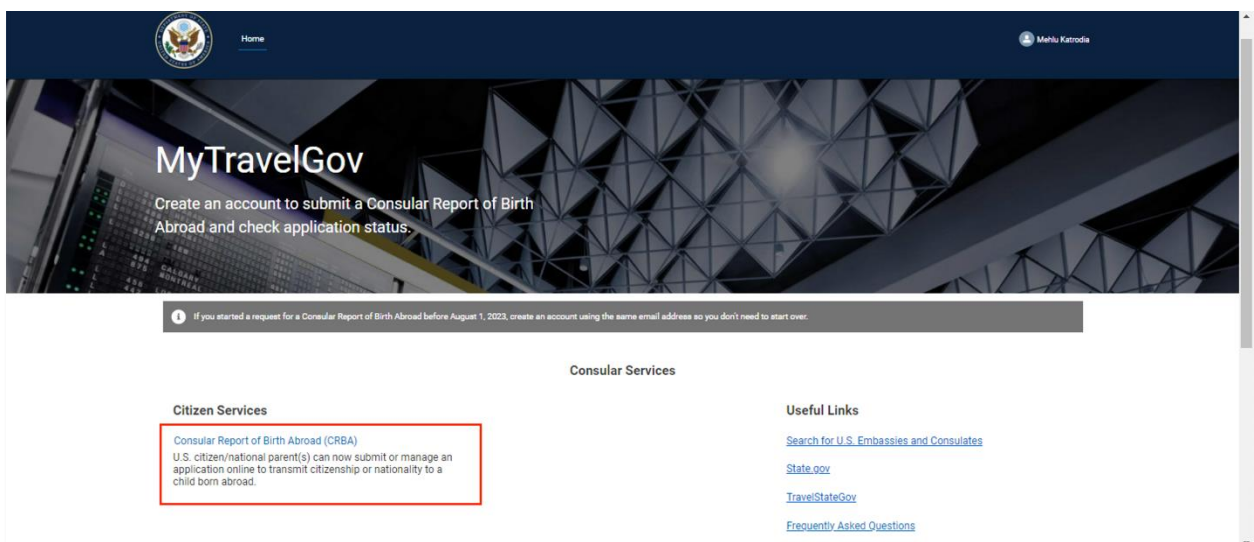 Home
Mehlu Katrodia
MyTravelGov
Create an account to submit a Consular Report of Birth
Abroad and check application status.
CALGARY
MONTREAL
If you started a request for a Consular Report of Birth Abroad before August 1, 2023, create an account using the same email address so you don't need to start over.
Consular Services
Citizen Services
Consular Report of Birth Abroad (CRBA)
U.S. citizen/national parent(s) can now submit or manage an
application online to transmit citizenship or nationality to a
child born abroad.
Useful Links
Search for U.S. Embassies and Consulates
State.gov
TravelStateGov
Frequently Asked Questions